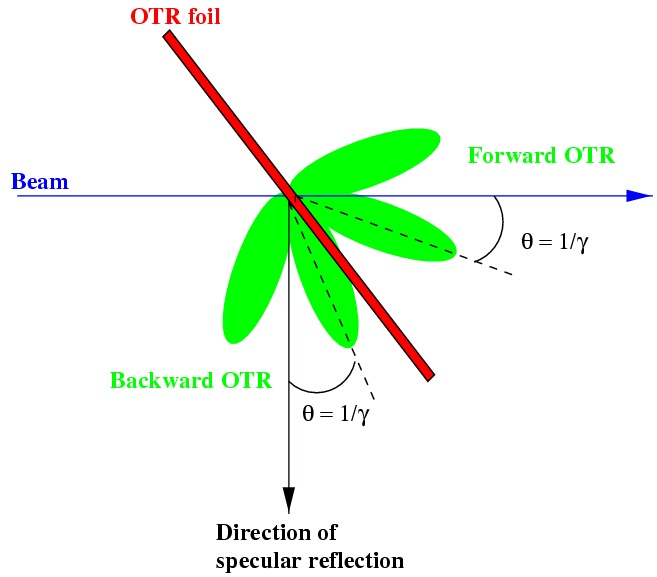 OTR foil
Forward OTR
Beam
θ = 1/γ
Backward OTR
θ = 1/γ
Direction of
specular reflection